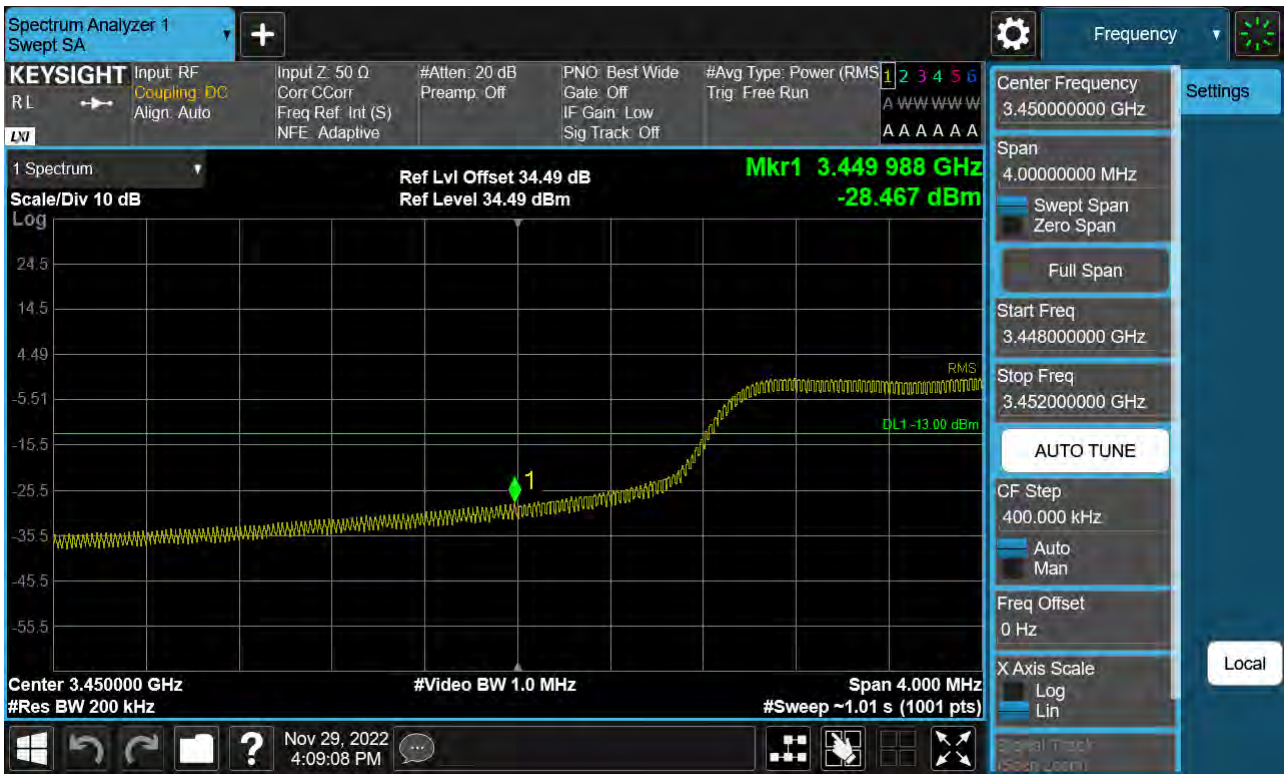 Spectrum Analyzer 1
Swept SA
Frequency
KEYSIGHT
RL
LXI
Input: RF
Coupling: DC
Align: Auto
Input Z: 50 Ω
Corr CCorr
Freq Ref: Int (S)
NFE: Adaptive
#Atten: 20 dB
Preamp: Off
PNO: Best Wide
Gate: Off
IF Gain: Low
Sig Track: Off
#Avg Type: Power (RMS
Trig: Free Run
1 2 3 4 5 6
A W W W W W
A A A A A A
1 Spectrum
Scale/Div 10 dB
Log
Ref Lvl Offset 34.49 dB
Ref Level 34.49 dBm
Mkr1 3.449 988 GHz
-28.467 dBm
24.5
14.5
4.49
-5.51
-15.5
-25.5
-35.5
-45.5
-55.5
RMS
DL1 -13.00 dBm
1
Center 3.450000 GHz
#Res BW 200 kHz
#Video BW 1.0 MHz
Span 4.000 MHz
#Sweep ~1.01 s (1001 pts)
Center Frequency
3.450000000 GHz
Span
4.00000000 MHz
Swept Span
Zero Span
Full Span
Start Freq
3.448000000 GHz
Stop Freq
3.452000000 GHz
AUTO TUNE
CF Step
400.000 kHz
Auto
Man
Freq Offset
0 Hz
X Axis Scale
Log
Lin
Signal Track
(Span Zoom)
Settings
Local
Nov 29, 2022
4:09:08 PM